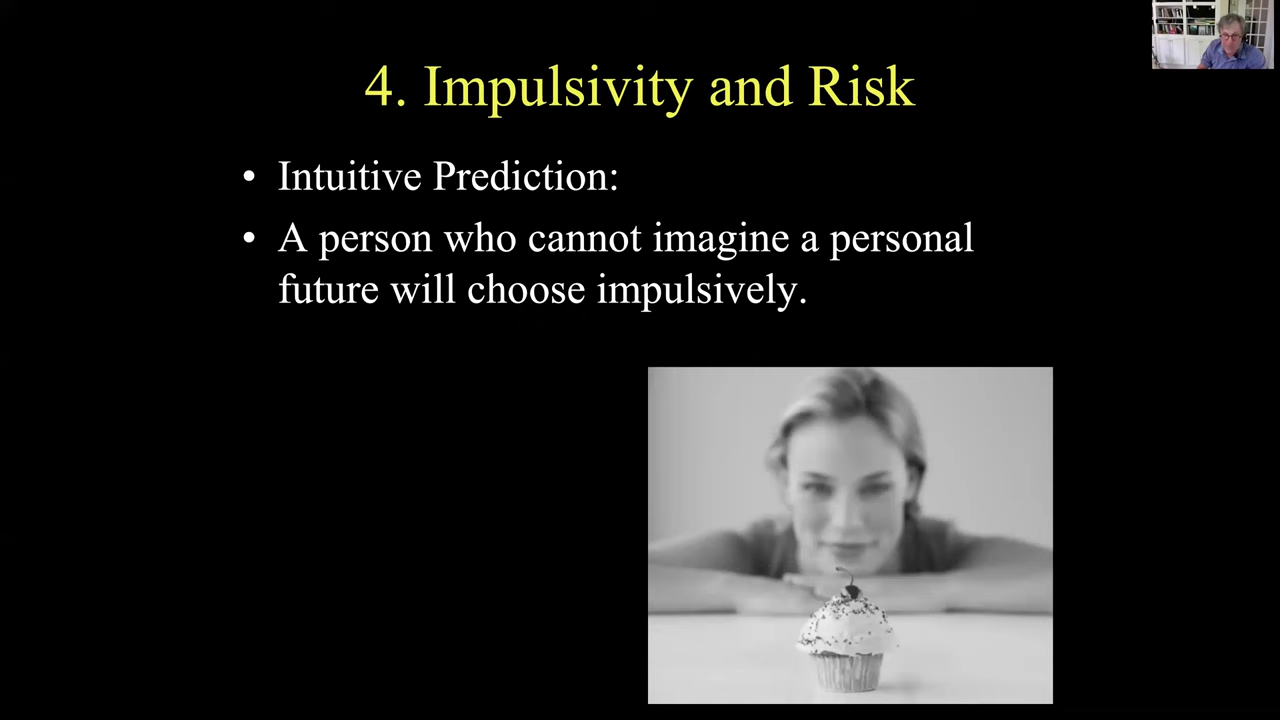 4. Impulsivity and Risk
• Intuitive Prediction:
• A person who cannot imagine a personal
future will choose impulsively.